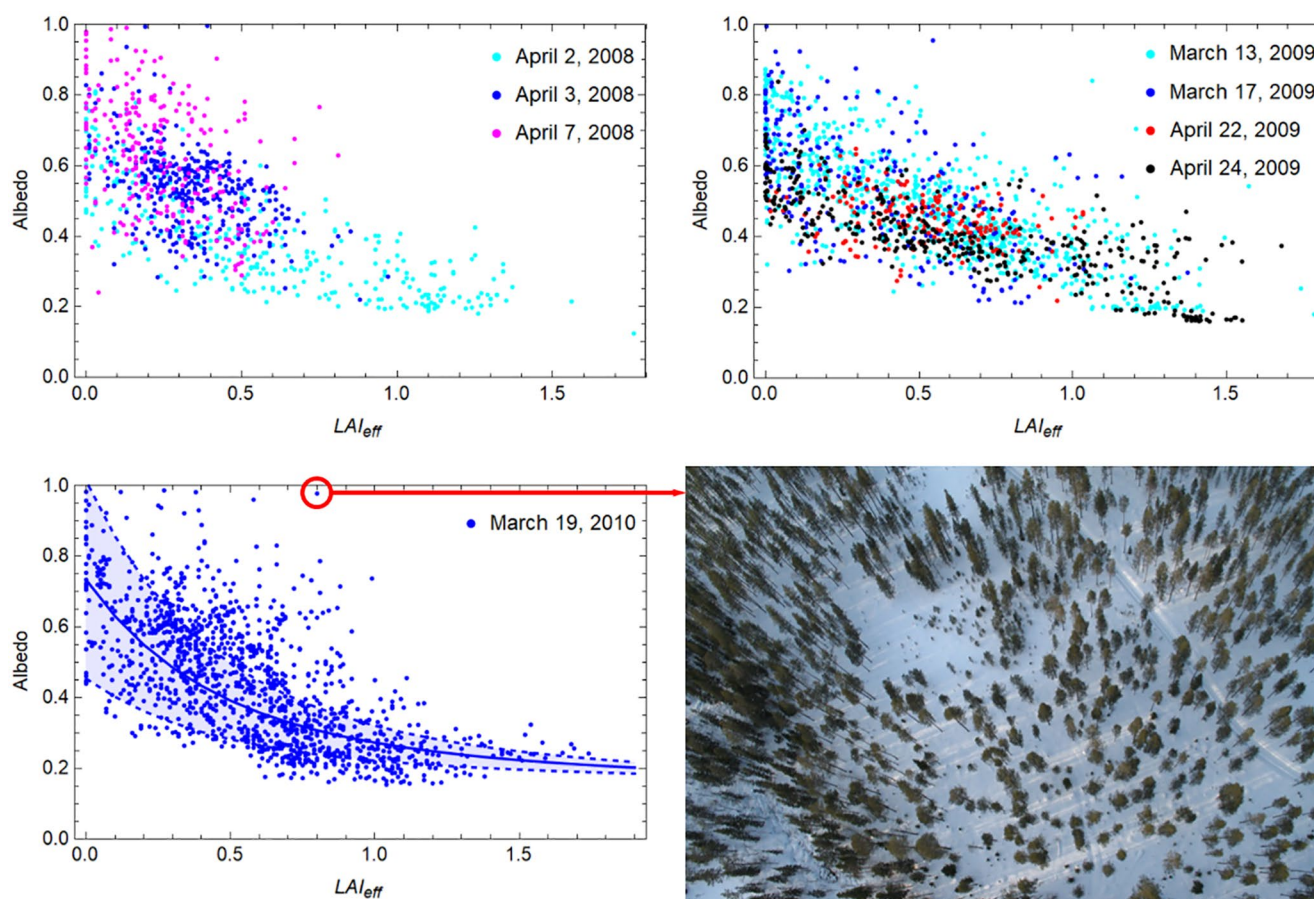 1.0
0.8
0.6
0.4
0.2
0.0
Albedo
0.0 0.5 1.0 1.5
LAIeff
April 2, 2008
April 3, 2008
April 7, 2008
1.0
0.8
0.6
0.4
0.2
0.0
Albedo
0.0 0.5 1.0 1.5
LAIeff
March 13, 2009
March 17, 2009
April 22, 2009
April 24, 2009
1.0
0.8
0.6
0.4
0.2
0.0
Albedo
0.0 0.5 1.0 1.5
LAIeff
March 19, 2010